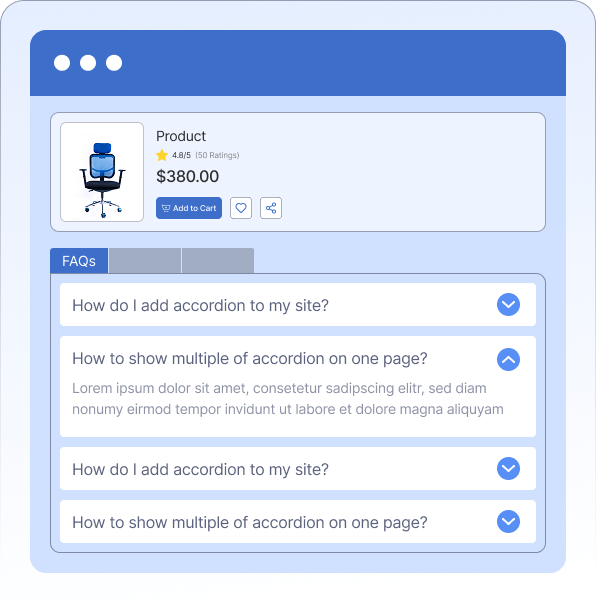 Product
4.8/5 (50 Ratings)
$380.00
Add to Cart
FAQs
How do I add accordion to my site?
How to show multiple of accordion on one page?
Lorem ipsum dolor sit amet, consetetur sadipscing elitr, sed diam
nonumy eirmod tempor invidunt ut labore et dolore magna aliquyam
How do I add accordion to my site?
How to show multiple of accordion on one page?